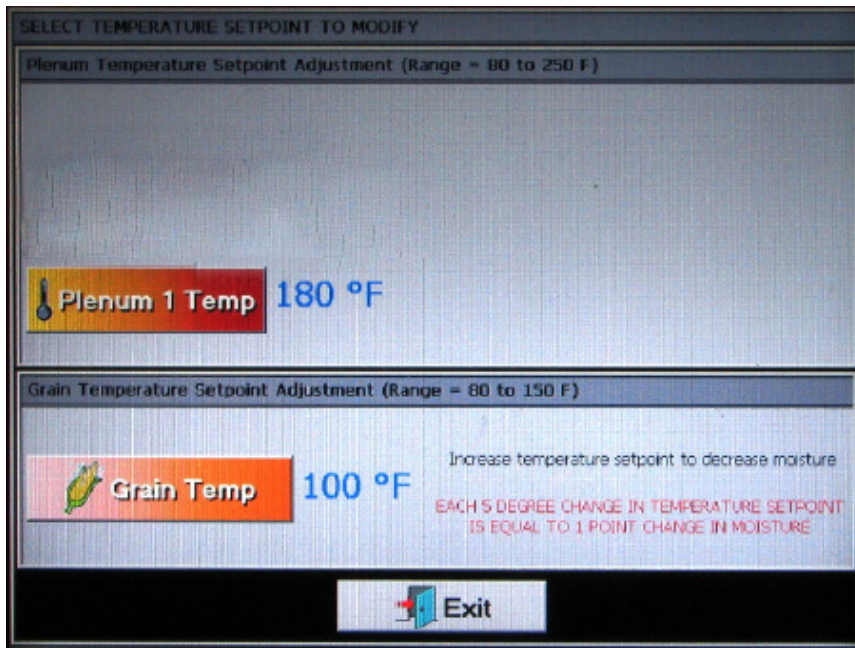 SELECT TEMPERATURE SETPOINT TO MODIFY
Plenum Temperature Setpoint Adjustment (Range = 80 to 250 F)
Plenum 1 Temp
180 °F
Grain Temperature Setpoint Adjustment (Range = 80 to 150 F)
Grain Temp
100 °F
Increase temperature setpoint to decrease moisture
EACH 5 DEGREE CHANGE IN TEMPERATURE SETPOINT
IS EQUAL TO 1 POINT CHANGE IN MOISTURE
Exit